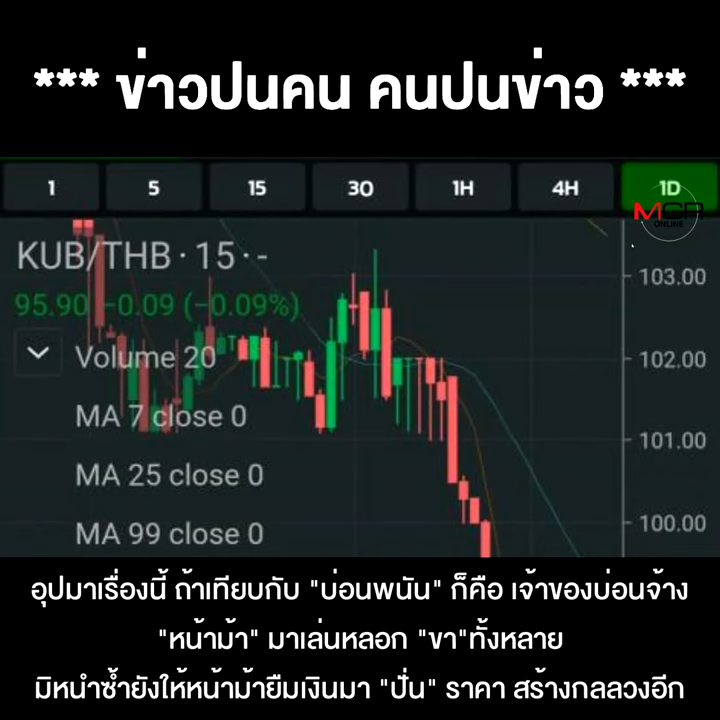 *** ข่าวปนคน คนปนข่าว ***
1 5 15 30 1H 4H 1D
MCR
ONLINE
KUB/THB · 15 · -
103.00
95.90 −0.09 (−0.09%)
Volume 20
102.00
MA 7 close 0
101.00
MA 25 close 0
MA 99 close 0
100.00
อุปมาเรื่องนี้ ถ้าเทียบกับ "บ่อนพนัน" ก็คือ เจ้าของบ่อนจ้าง
"หน้าม้า" มาเล่นหลอก "ขา"ทั้งหลาย
มิหนำซ้ำยังให้หน้าม้ายืมเงินมา "ปั่น" ราคา สร้างกลลวงอีก